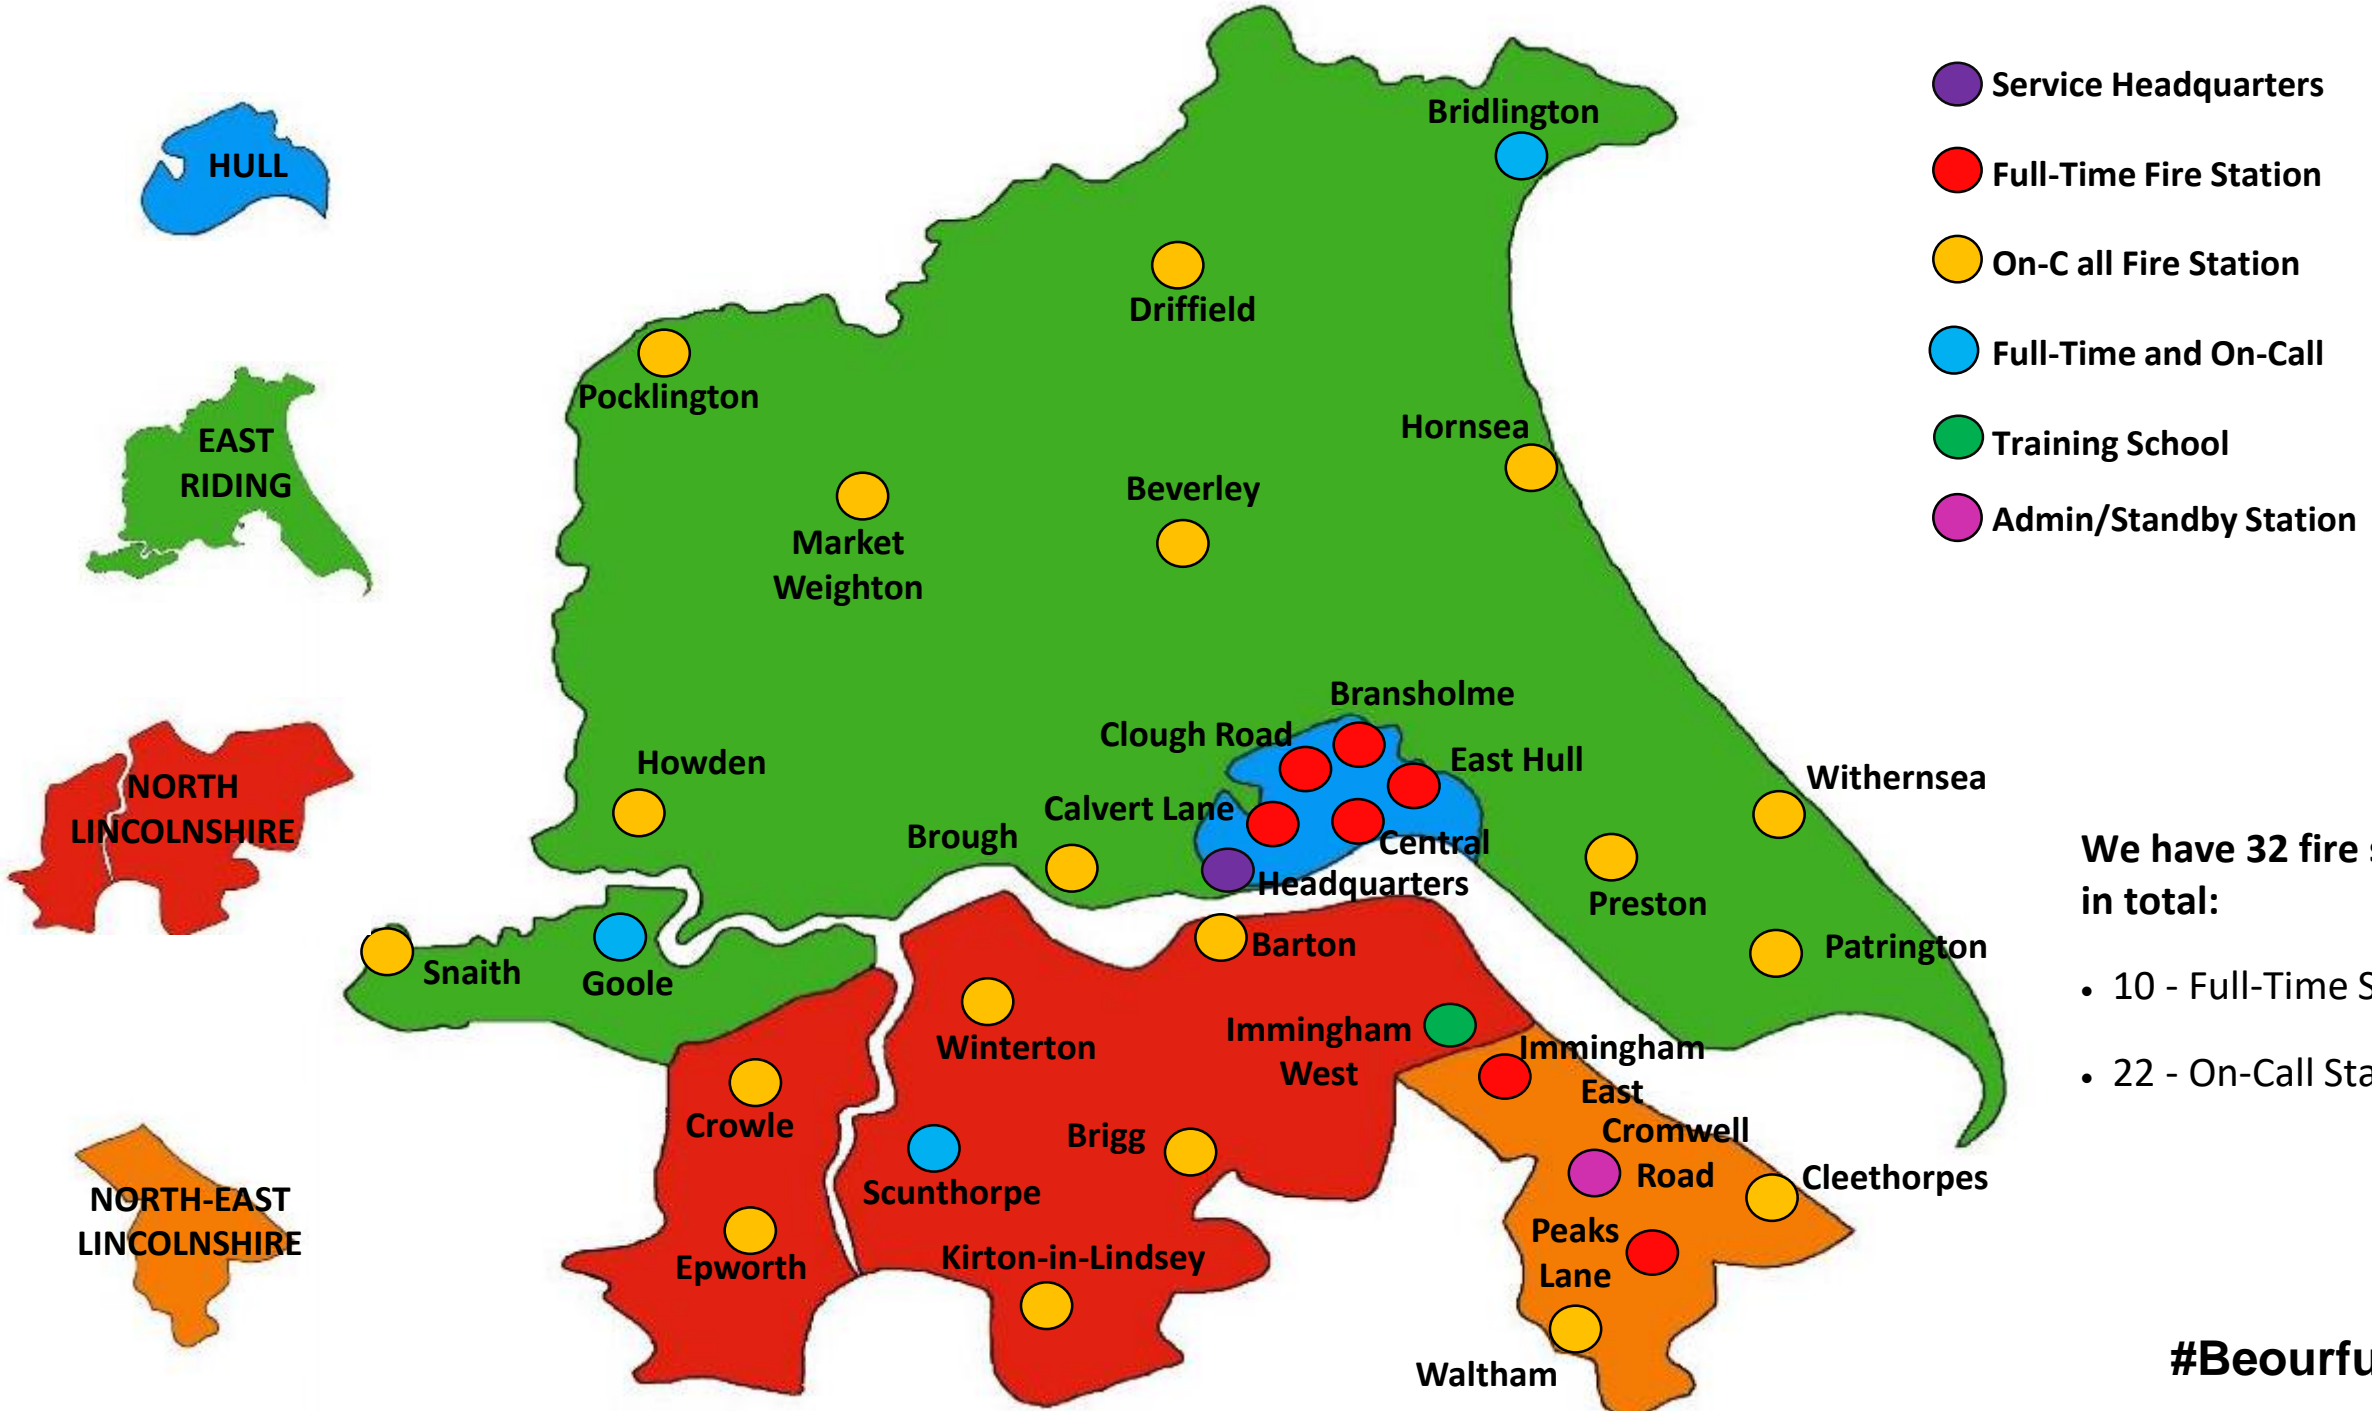 HULL
EAST
RIDING
NORTH
LINCOLNSHIRE
NORTH-EAST
LINCOLNSHIRE
Bridlington
Driffield
Pocklington
Hornsea
Market
Weighton
Beverley
Bransholme
Clough Road
East Hull
Howden
Calvert Lane
Brough
Central
Headquarters
Withernsea
Preston
Patrington
Snaith
Goole
Barton
Winterton
Immingham
West
Immingham
East
Crowle
Scunthorpe
Brigg
Cromwell
Road
Cleethorpes
Epworth
Kirton-in-Lindsey
Peaks
Lane
Waltham
Service Headquarters
Full-Time Fire Station
On-C all Fire Station
Full-Time and On-Call
Training School
Admin/Standby Station
We have 32 fire
in total:
• 10 - Full-Time
• 22 - On-Call